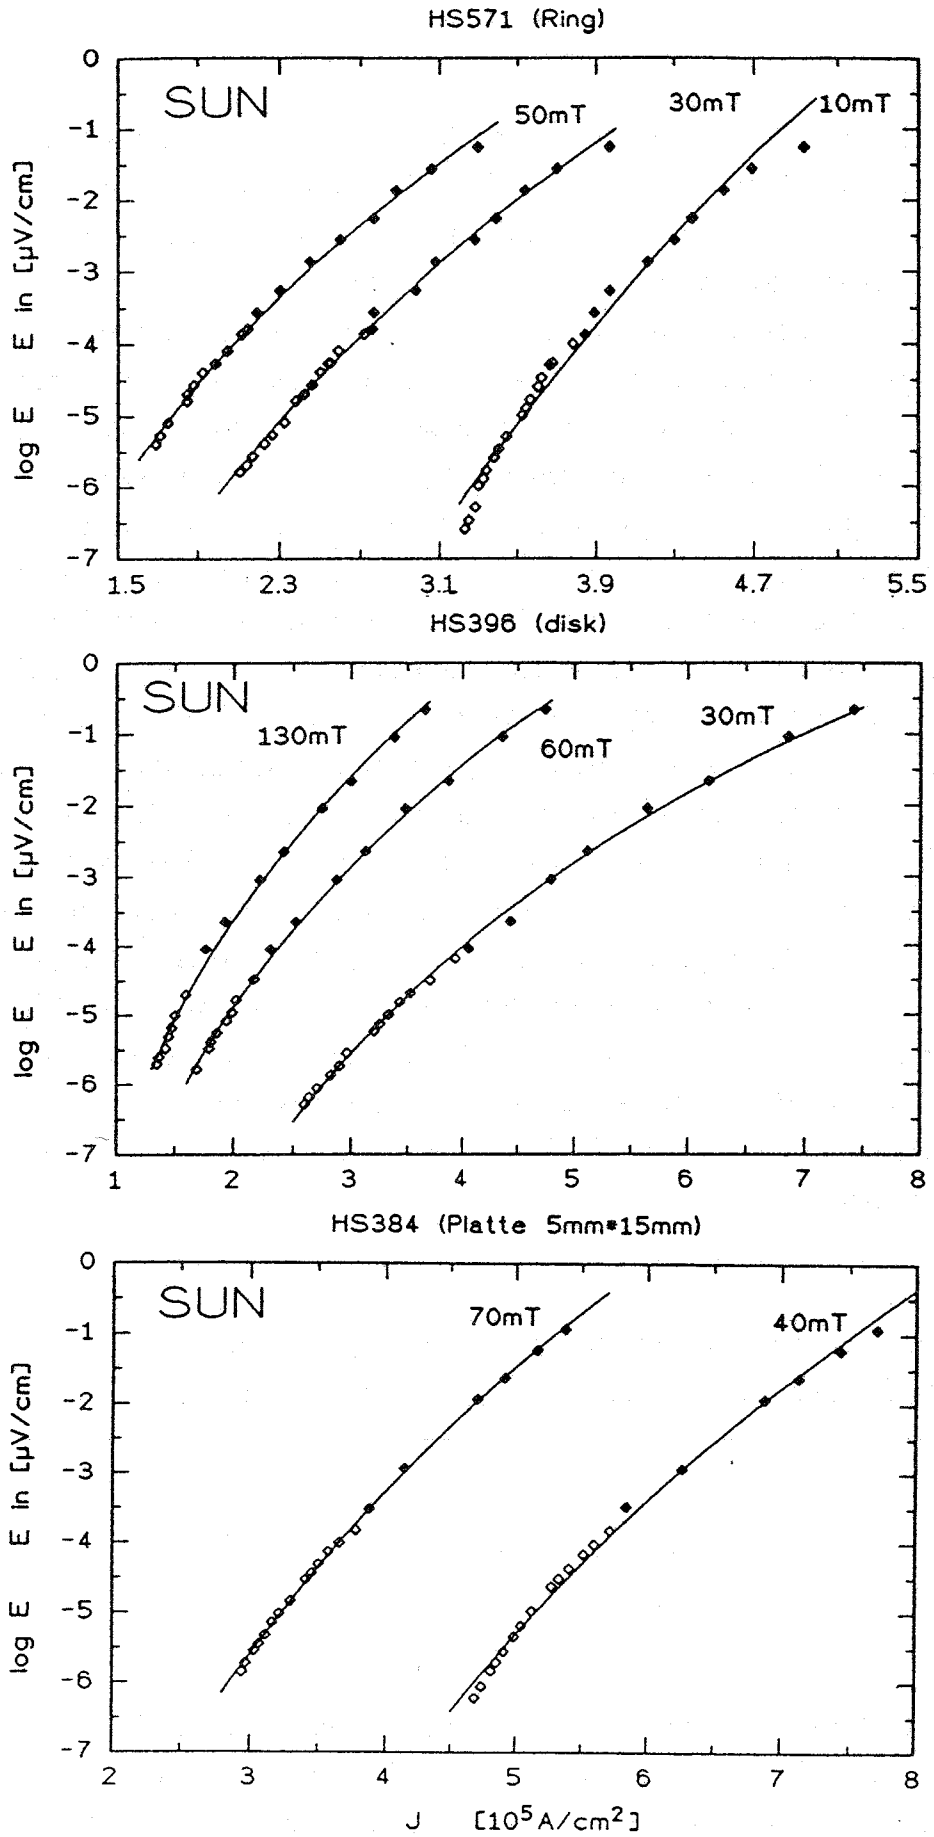 HS571 (Ring)
SUN
50mT
30mT
10mT
log E E in [µV/cm]
0
-1
-2
-3
-4
-5
-6
-7
1.5 2.3 3.1 3.9 4.7 5.5
HS396 (disk)
SUN
130mT
60mT
30mT
log E E in [µV/cm]
0
-1
-2
-3
-4
-5
-6
-7
1 2 3 4 5 6 7 8
HS384 (Platte 5mm*15mm)
SUN
70mT
40mT
log E E in [µV/cm]
0
-1
-2
-3
-4
-5
-6
-7
2 3 4 5 6 7 8
J [10⁵A/cm²]